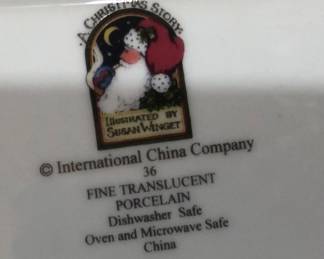 ·A CHRISTMAS STORY·
ILLUSTRATED BY
SUSAN WINGET
© International China Company
36
FINE TRANSLUCENT
PORCELAIN
Dishwasher Safe
Oven and Microwave Safe
China